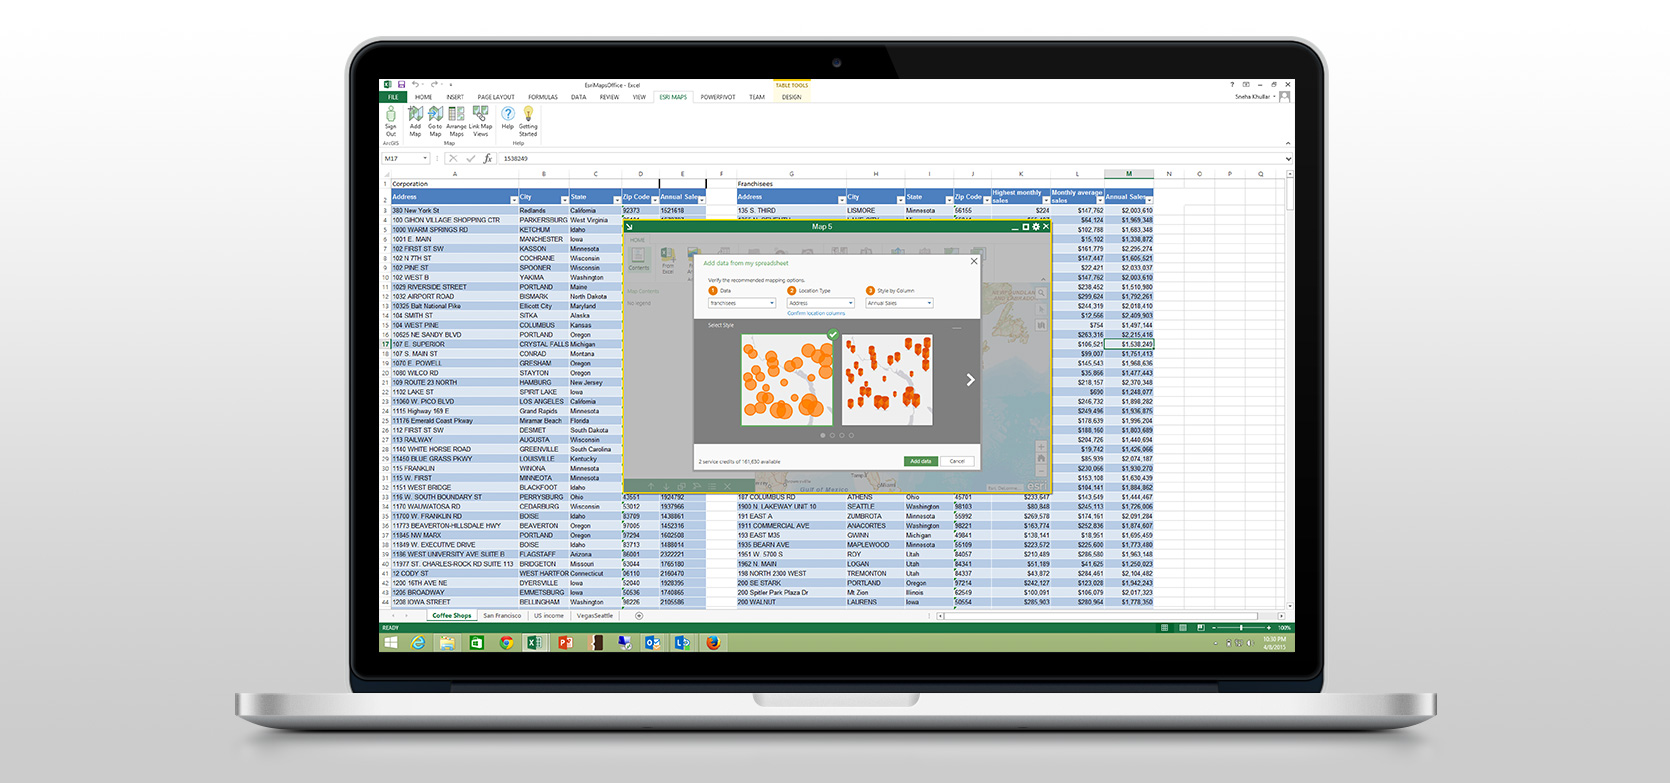 EsriMapsOffice - Excel
TABLE TOOLS
FILE HOME INSERT PAGE LAYOUT FORMULAS DATA REVIEW VIEW ESRI MAPS POWERPIVOT TEAM DESIGN
Sneha Khullar
Sign Out
Add Map
Go to Map
Arrange Maps
Link Map Views
Help
Getting Started
ArcGIS Map Help
M17 fx 1538249
A B C D E F G H I J K L M N O P Q
1 Corporation Franchisees
2 Address City State Zip Code Annual Sales Address City State Zip Code Highest monthly sales Monthly average sales Annual Sales
3 380 New York St Redlands California 92373 1521618 135 S. THIRD LISMORE Minnesota 56155 $224 $147,762 $2,003,610
4 100 GIHON VILLAGE SHOPPING CTR PARKERSBURG West Virginia $64,124 $1,969,348
5 1000 WARM SPRINGS RD KETCHUM Idaho $102,788 $1,683,348
6 1001 E. MAIN MANCHESTER Iowa $15,102 $1,338,872
7 102 FIRST ST SW KASSON Minnesota $161,779 $2,295,274
8 102 N 7TH ST COCHRANE Wisconsin $147,447 $1,605,521
9 102 PINE ST SPOONER Wisconsin $22,421 $2,033,037
10 102 WEST B YAKIMA Washington $147,762 $2,003,610
11 1029 RIVERSIDE STREET PORTLAND Maine $238,452 $1,510,980
12 1032 AIRPORT ROAD BISMARK North Dakota $299,624 $1,792,261
13 10325 Balt National Pike Ellicott City Maryland $244,319 $2,018,410
14 104 SMITH ST SITKA Alaska $12,566 $2,409,903
15 104 WEST PINE COLUMBUS Kansas $754 $1,497,144
16 10625 NE SANDY BLVD PORTLAND Oregon $263,316 $2,215,416
17 107 E. SUPERIOR CRYSTAL FALLS Michigan $106,521 $1,538,249
18 107 S. MAIN ST CONRAD Montana $99,007 $1,751,413
19 1070 E. POWELL GRESHAM Oregon $145,543 $1,968,636
20 1080 WILCO RD STAYTON Oregon $35,866 $1,477,443
21 109 ROUTE 23 NORTH HAMBURG New Jersey $218,157 $2,370,348
22 1102 LAKE ST SPIRIT LAKE Iowa $690 $1,248,077
23 11060 W. PICO BLVD LOS ANGELES California $246,732 $1,898,282
24 1115 Highway 169 E Grand Rapids Minnesota $249,496 $1,936,875
25 11176 Emerald Coast Pkway Miramar Beach Florida $178,639 $1,996,204
26 112 FIRST ST SW DESMET South Dakota $188,160 $1,803,689
27 113 RAILWAY AUGUSTA Wisconsin $204,726 $1,440,694
28 1140 WHITE HORSE ROAD GREENVILLE South Carolina $19,742 $1,426,066
29 11450 BLUE GRASS PKWY LOUISVILLE Kentucky $85,939 $2,074,187
30 115 FRANKLIN WINONA Minnesota $230,066 $1,930,270
31 115 W. FIRST MINNEOTA Minnesota $153,108 $1,630,439
32 1151 WEST BRIDGE BLACKFOOT Idaho $104,141 $1,884,862
33 116 W. SOUTH BOUNDARY ST PERRYSBURG Ohio 43551 1924792 187 COLUMBUS RD ATHENS Ohio 45701 $233,647 $143,549 $1,444,467
34 1170 WAUWATOSA RD CEDARBURG Wisconsin 53012 1937966 1900 N. LAKEWAY UNIT 10 SEATTLE Washington 98103 $80,848 $245,113 $1,726,006
35 11700 W. FRANKLIN RD BOISE Idaho 83709 1438861 191 EAST A ZUMBROTA Minnesota 55992 $269,578 $174,161 $2,091,284
36 11773 BEAVERTON-HILLSDALE HWY BEAVERTON Oregon 97005 1452316 1911 COMMERCIAL AVE ANACORTES Washington 98221 $163,774 $252,836 $1,874,607
37 11845 NW MARX PORTLAND Oregon 97294 1602508 193 EAST M35 GWINN Michigan 49841 $138,141 $18,951 $1,695,459
38 11849 W. EXECUTIVE DRIVE BOISE Idaho 83713 1488014 1935 BEARN AVE MAPLEWOOD Minnesota 55109 $223,572 $225,600 $1,773,480
39 1186 WEST UNIVERSITY AVE SUITE B FLAGSTAFF Arizona 86001 2322221 1951 W. 5700 S ROY Utah 84057 $210,489 $286,580 $1,963,148
40 11977 ST. CHARLES-ROCK RD SUITE 113 BRIDGETON Missouri 63044 1765180 1962 N. MAIN LOGAN Utah 84341 $51,189 $41,625 $1,250,023
41 12 CODY ST WEST HARTFOR Connecticut 06110 2160470 198 NORTH 2300 WEST TREMONTON Utah 84337 $43,872 $284,461 $2,104,482
42 1200 16TH AVE NE DYERSVILLE Iowa 52040 1928395 200 SE STARK PORTLAND Oregon 97214 $242,127 $123,028 $1,942,243
43 1205 BROADWAY EMMETSBURG Iowa 50536 1740865 200 Spitler Park Plaza Dr Mt Zion Illinois 62549 $100,091 $106,079 $2,017,323
44 1208 IOWA STREET BELLINGHAM Washington 98226 2105586 200 WALNUT LAURENS Iowa 50554 $285,903 $280,964 $1,778,350
Map 5
HOME
Contents
From Excel
Map Contents
No legend
Add data from my spreadsheet
Verify the recommended mapping options.
1 Data 2 Location Type 3 Style by Column
franchisees Address Annual Sales
Confirm location columns
Select Style
2 service credits of 161,630 available
Add data Cancel
Gulf of Mexico
Miami
esri
Coffee Shops San Francisco US income VegasSeattle
READY 100%
10:30 PM
4/8/2015